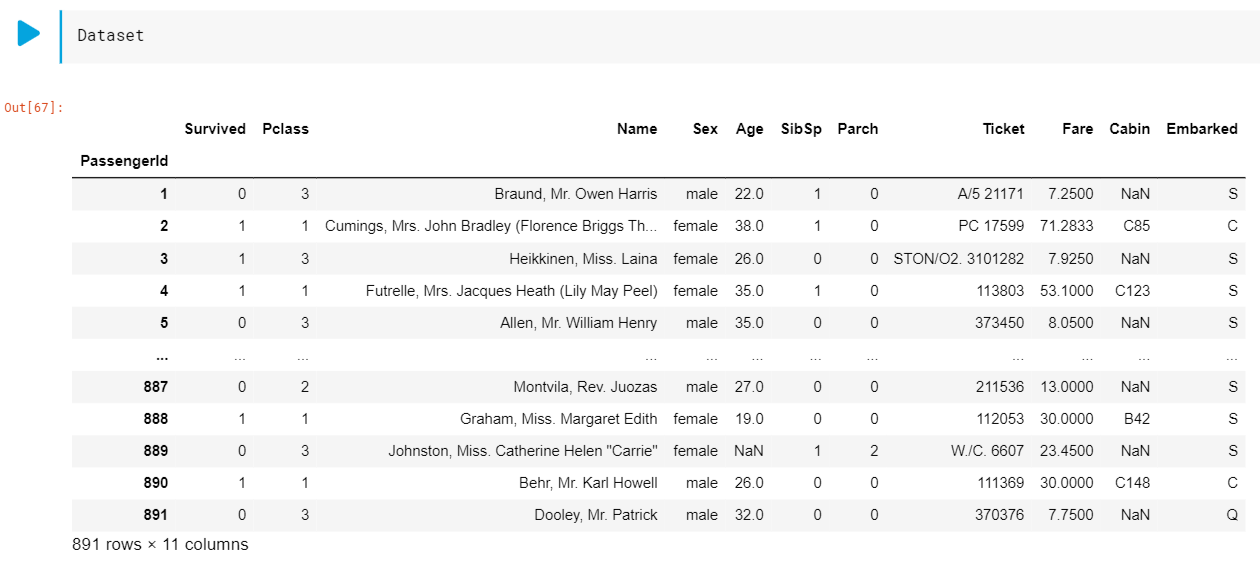 Dataset
Out[67]:
Survived Pclass Name Sex Age SibSp Parch Ticket Fare Cabin Embarked
PassengerId
1 0 3 Braund, Mr. Owen Harris male 22.0 1 0 A/5 21171 7.2500 NaN S
2 1 1 Cumings, Mrs. John Bradley (Florence Briggs Th... female 38.0 1 0 PC 17599 71.2833 C85 C
3 1 3 Heikkinen, Miss. Laina female 26.0 0 0 STON/O2. 3101282 7.9250 NaN S
4 1 1 Futrelle, Mrs. Jacques Heath (Lily May Peel) female 35.0 1 0 113803 53.1000 C123 S
5 0 3 Allen, Mr. William Henry male 35.0 0 0 373450 8.0500 NaN S
... ... ... ... ... ... ... ... ... ... ... ...
887 0 2 Montvila, Rev. Juozas male 27.0 0 0 211536 13.0000 NaN S
888 1 1 Graham, Miss. Margaret Edith female 19.0 0 0 112053 30.0000 B42 S
889 0 3 Johnston, Miss. Catherine Helen "Carrie" female NaN 1 2 W./C. 6607 23.4500 NaN S
890 1 1 Behr, Mr. Karl Howell male 26.0 0 0 111369 30.0000 C148 C
891 0 3 Dooley, Mr. Patrick male 32.0 0 0 370376 7.7500 NaN Q
891 rows × 11 columns